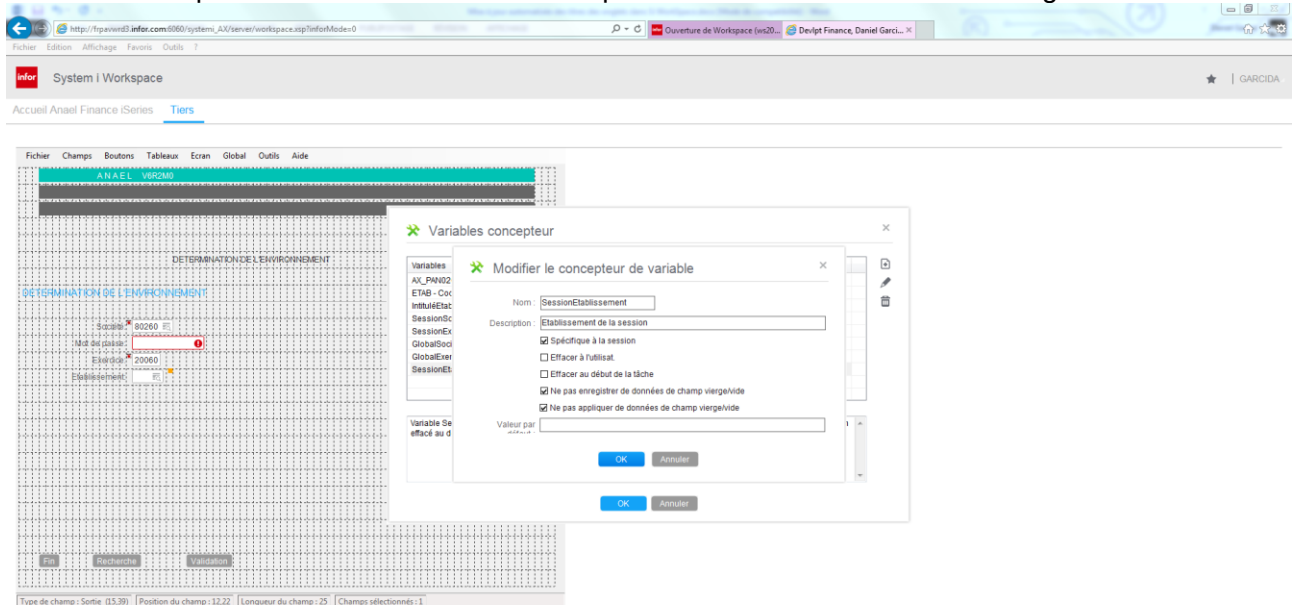 http://frpavwrd3.infor.com:6060/systemi_AX/server/workspace.xsp?inforMode=0
Ouverture de Workspace (ws20...
Devlpt Finance, Daniel Garci...
Fichier Edition Affichage Favoris Outils ?
infor System i Workspace
GARCIDA
Accueil Anael Finance iSeries Tiers
Fichier Champs Boutons Tableaux Ecran Global Outils Aide
ANAEL V6R2M0
DETERMINATION DE L'ENVIRONNEMENT
DETERMINATION DE L'ENVIRONNEMENT
Société: 80260
Mot de passe:
Exercice: 20060
Etablissement:
Fin Recherche Validation
Type de champ : Sortie (15,39) Position du champ : 12,22 Longueur du champ : 25 Champs sélectionnés : 1
Variables concepteur
Variables
AX_PAN02
ETAB - Coc
IntituléEtab
SessionSc
SessionEx
GlobalSoci
GlobalExer
SessionEt
Variable Se
effacé au d
OK Annuler
Modifier le concepteur de variable
Nom : SessionEtablissement
Description : Etablissement de la session
Spécifique à la session
Effacer à l'utilisat.
Effacer au début de la tâche
Ne pas enregistrer de données de champ vierge/vide
Ne pas appliquer de données de champ vierge/vide
Valeur par
OK Annuler